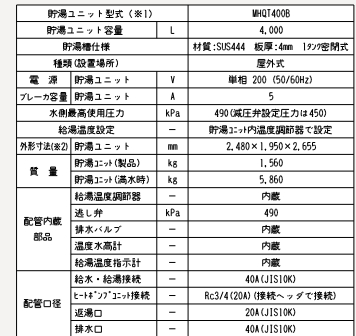 貯湯ユニット型式 (※1) MHQT400B
貯湯ユニット容量 L 4,000
貯湯槽仕様 材質:SUS444 板厚:4mm 1タンク密閉式
種類(設置場所) 屋外式
電 源 貯湯ユニット V 単相 200 (50/60Hz)
ブレーカ容量 貯湯ユニット A 5
水側最高使用圧力 kPa 490(減圧弁設定圧力は450)
給湯温度設定 − 貯湯ユニット内温度調節器で設定
外形寸法(※2) 貯湯ユニット mm 2,480×1,950×2,655
質 量 貯湯ユニット(製品) kg 1,560
貯湯ユニット(満水時) kg 5,860
配管内蔵部品 給湯温度調節器 − 内蔵
逃し弁 kPa 490
排水バルブ − 内蔵
温度水高計 − 内蔵
給湯温度指示計 − 内蔵
配管口径 給水・給湯接続 − 40A(JIS10K)
ヒートポンプユニット接続 − Rc3/4(20A)(接続ヘッダで接続)
返湯口 − 20A(JIS10K)
排水口 − 40A(JIS10K)